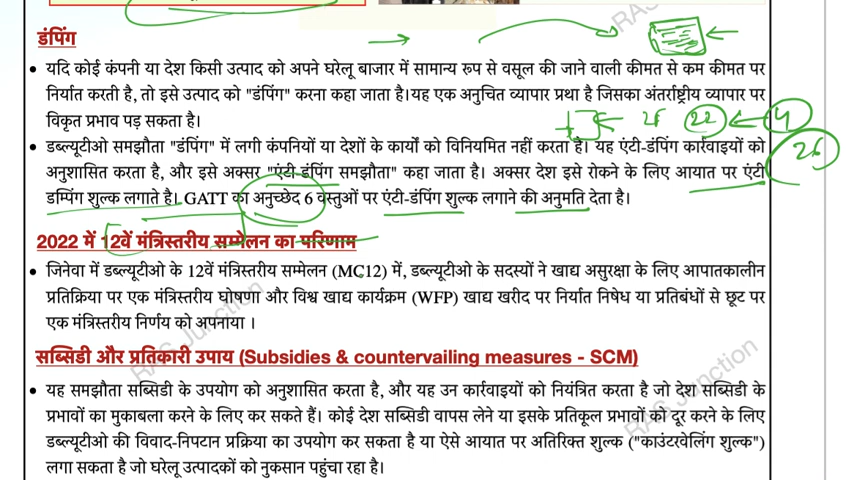 डंपिंग
यदि कोई कंपनी या देश किसी उत्पाद को अपने घरेलू बाजार में सामान्य रूप से वसूल की जाने वाली कीमत से कम कीमत पर
निर्यात करती है, तो इसे उत्पाद को "डंपिंग" करना कहा जाता है।यह एक अनुचित व्यापार प्रथा है जिसका अंतर्राष्ट्रीय व्यापार पर
विकृत प्रभाव पड़ सकता है।
22
26
डब्ल्यूटीओ समझौता "डंपिंग" में लगी कंपनियों या देशों के कार्यों को विनियमित नहीं करता है। यह एंटी-डंपिंग कार्रवाइयों को
अनुशासित करता है, और इसे अक्सर "एंटी-डंपिंग समझौता" कहा जाता है। अक्सर देश इसे रोकने के लिए आयात पर एंटी
डम्पिंग शुल्क लगाते है। GATT का अनुच्छेद 6 वस्तुओं पर एंटी-डंपिंग शुल्क लगाने की अनुमति देता है।
2022 में 12वें मंत्रिस्तरीय सम्मेलन का परिणाम
जिनेवा में डब्ल्यूटीओ के 12वें मंत्रिस्तरीय सम्मेलन (MC12) में, डब्ल्यूटीओ के सदस्यों ने खाद्य असुरक्षा के लिए आपातकालीन
प्रतिक्रिया पर एक मंत्रिस्तरीय घोषणा और विश्व खाद्य कार्यक्रम (WFP) खाद्य खरीद पर निर्यात निषेध या प्रतिबंधों से छूट पर
एक मंत्रिस्तरीय निर्णय को अपनाया ।
सब्सिडी और प्रतिकारी उपाय (Subsidies & countervailing measures - SCM)
यह समझौता सब्सिडी के उपयोग को अनुशासित करता है, और यह उन कार्रवाइयों को नियंत्रित करता है जो देश सब्सिडी के
प्रभावों का मुकाबला करने के लिए कर सकते हैं। कोई देश सब्सिडी वापस लेने या इसके प्रतिकूल प्रभावों को दूर करने के लिए
डब्ल्यूटीओ की विवाद-निपटान प्रक्रिया का उपयोग कर सकता है या ऐसे आयात पर अतिरिक्त शुल्क ("काउंटरवेलिंग शुल्क")
लगा सकता है जो घरेलू उत्पादकों को नुकसान पहुंचा रहा है।
RAS Junction
RAS Junction